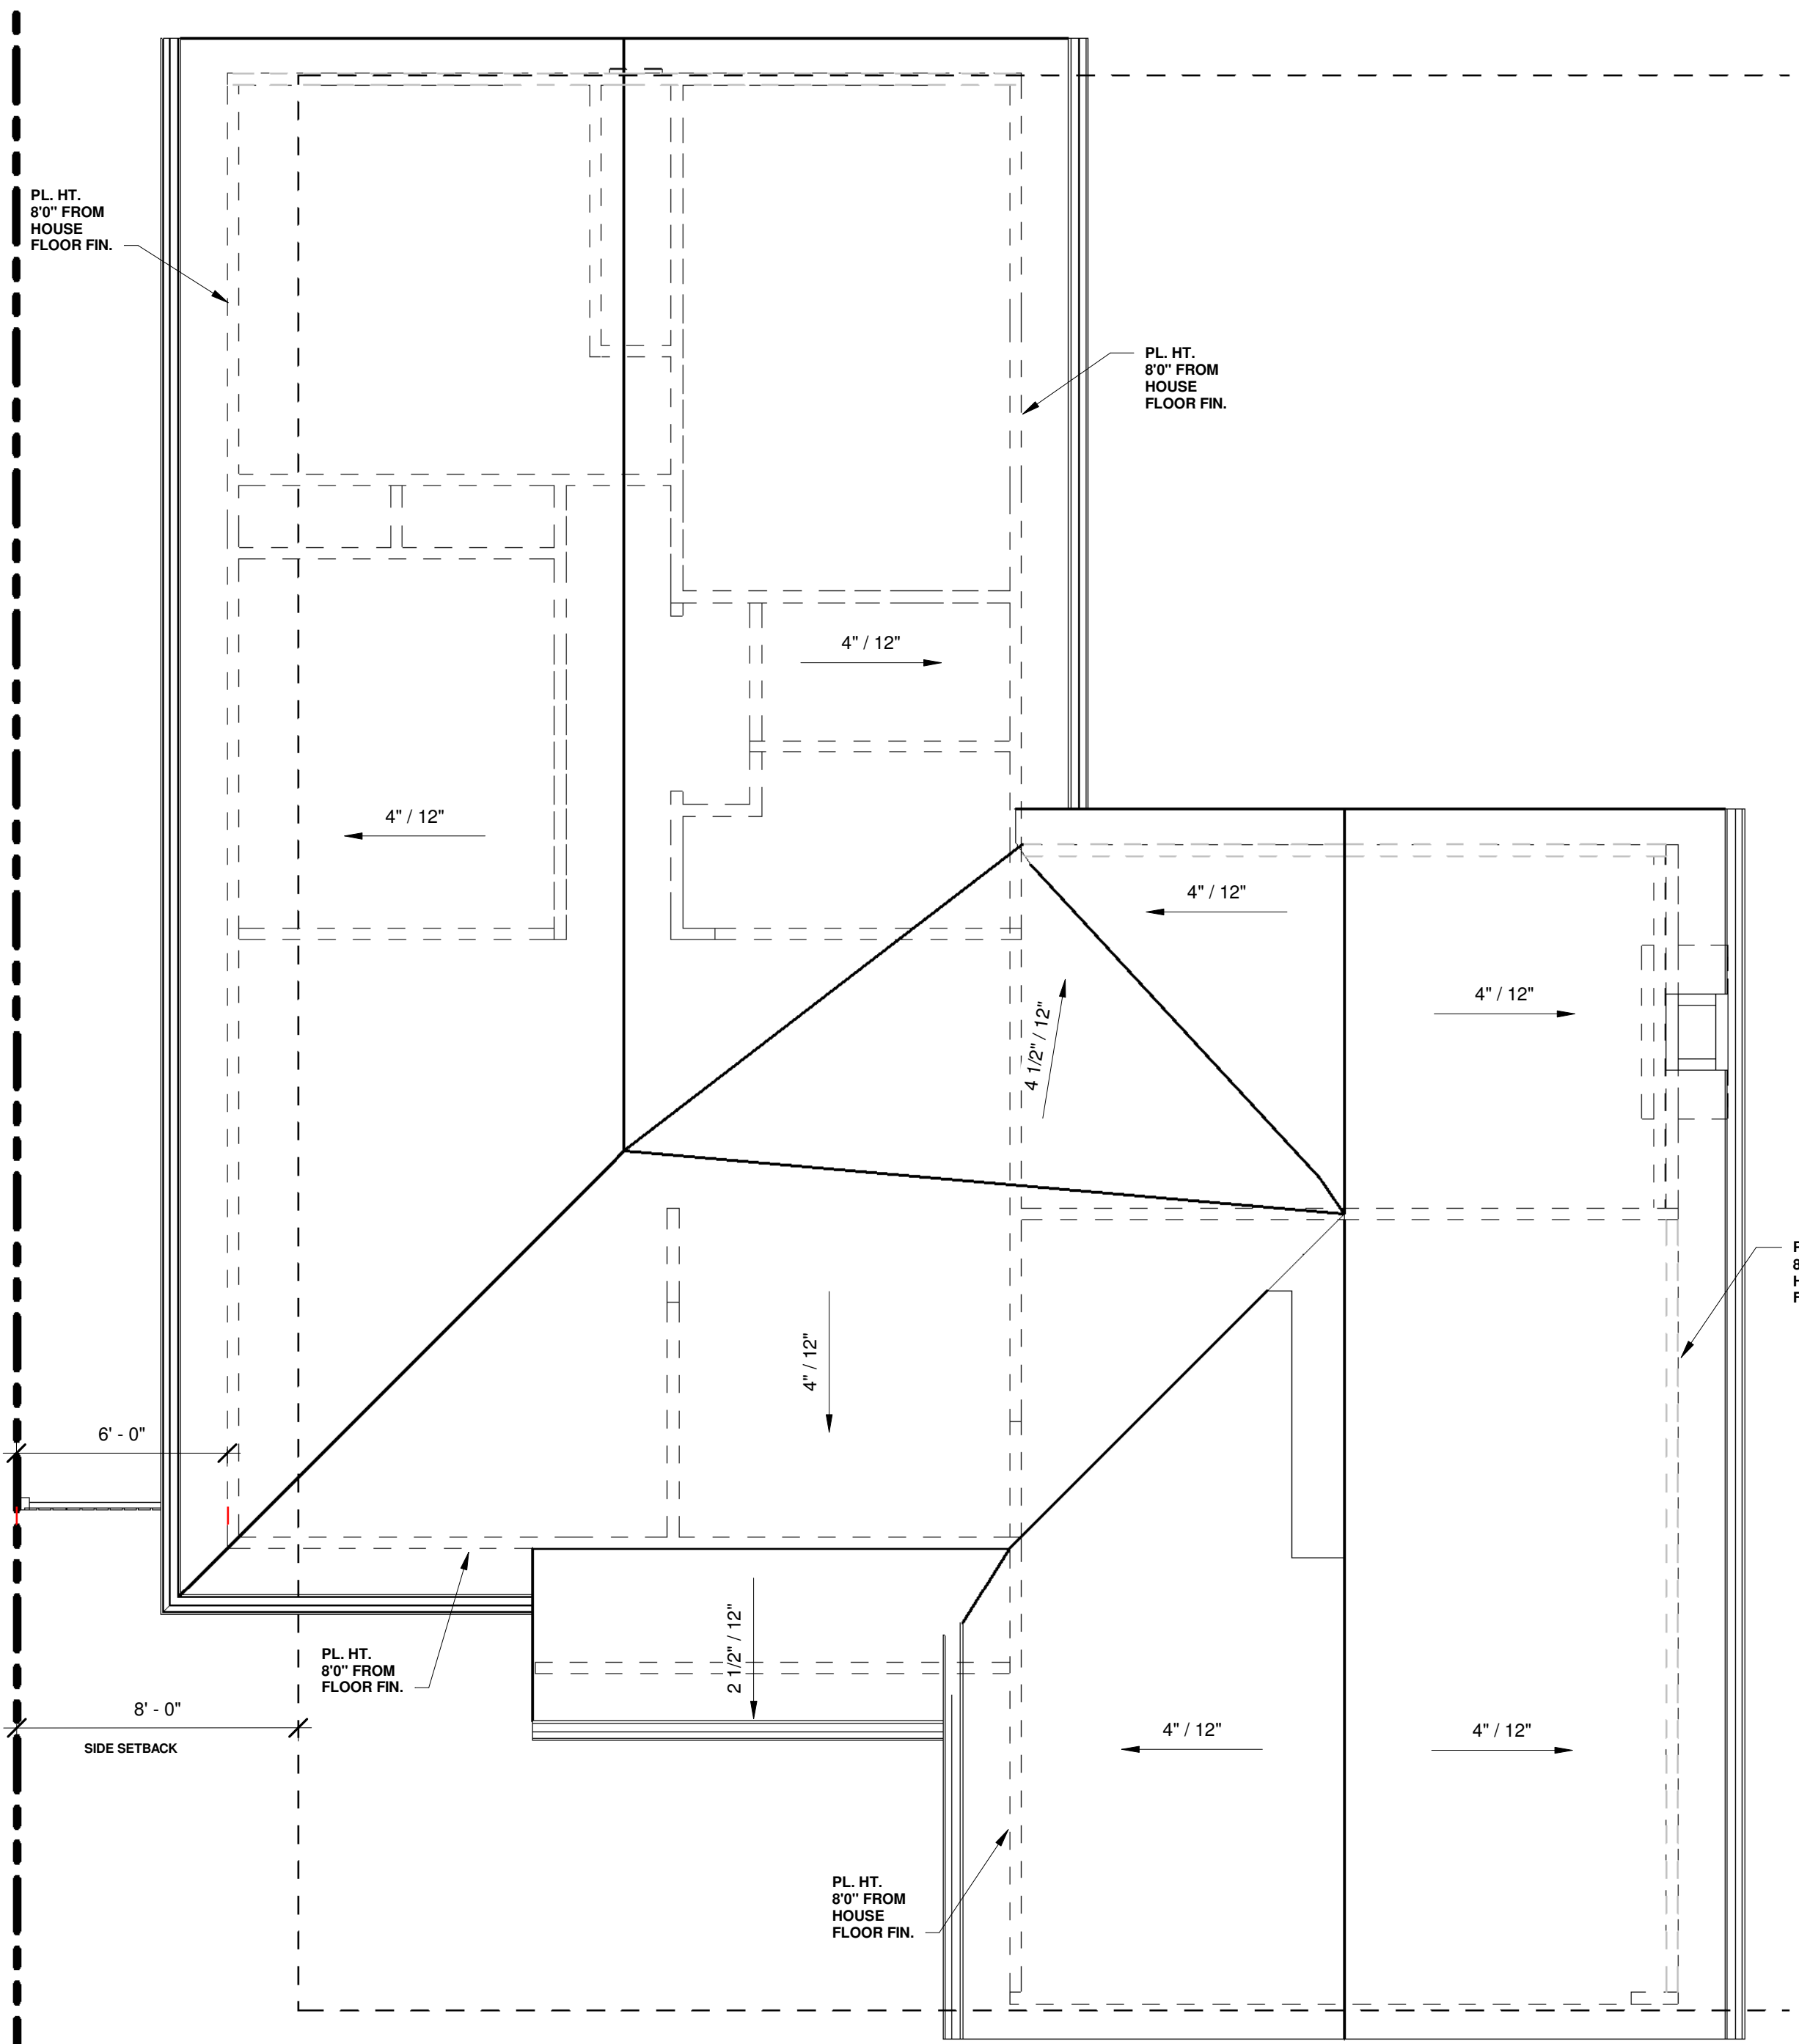 PL. HT.
8'0" FROM
HOUSE
FLOOR FIN.
PL. HT.
8'0" FROM
HOUSE
FLOOR FIN.
4" / 12"
4" / 12"
4" / 12"
4" / 12"
4 1/2" / 12"
4" / 12"
6' - 0"
2 1/2" / 12"
PL. HT.
8'0" FROM
FLOOR FIN.
8' - 0"
SIDE SETBACK
4" / 12"
4" / 12"
PL. HT.
8'0" FROM
HOUSE
FLOOR FIN.